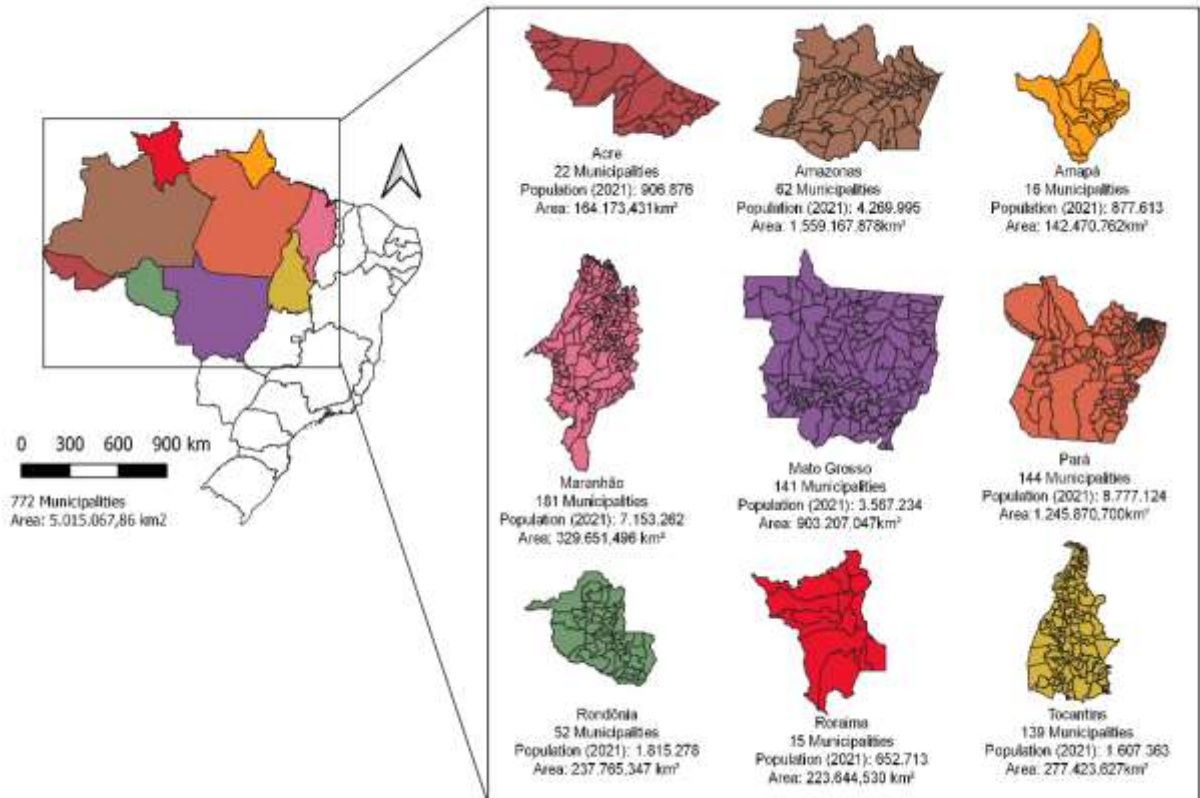 Acre
22 Municipalities
Population (2021): 906.876
Area: 164.173,431km²
Amazonas
62 Municipalities
Population (2021): 4.269.995
Area: 1.559.167,878km²
Amapá
16 Municipalities
Population (2021): 877.613
Area: 142.470,762km²
0 300 600 900 km
772 Municipalities
Area: 5.015.067,86 km2
Maranhão
181 Municipalities
Population (2021): 7.153.262
Area: 329.651,496 km²
Mato Grosso
141 Municipalities
Population (2021): 3.567.234
Area: 903.207,047km²
Pará
144 Municipalities
Population (2021): 8.777.124
Area:1.245.870,700km²
Rondônia
52 Municipalities
Population (2021): 1.815.278
Area: 237.765,347 km²
Roraima
15 Municipalities
Population (2021): 652.713
Area: 223.644,530 km²
Tocantins
139 Municipalities
Population (2021): 1.607.363
Area: 277.423,627km²